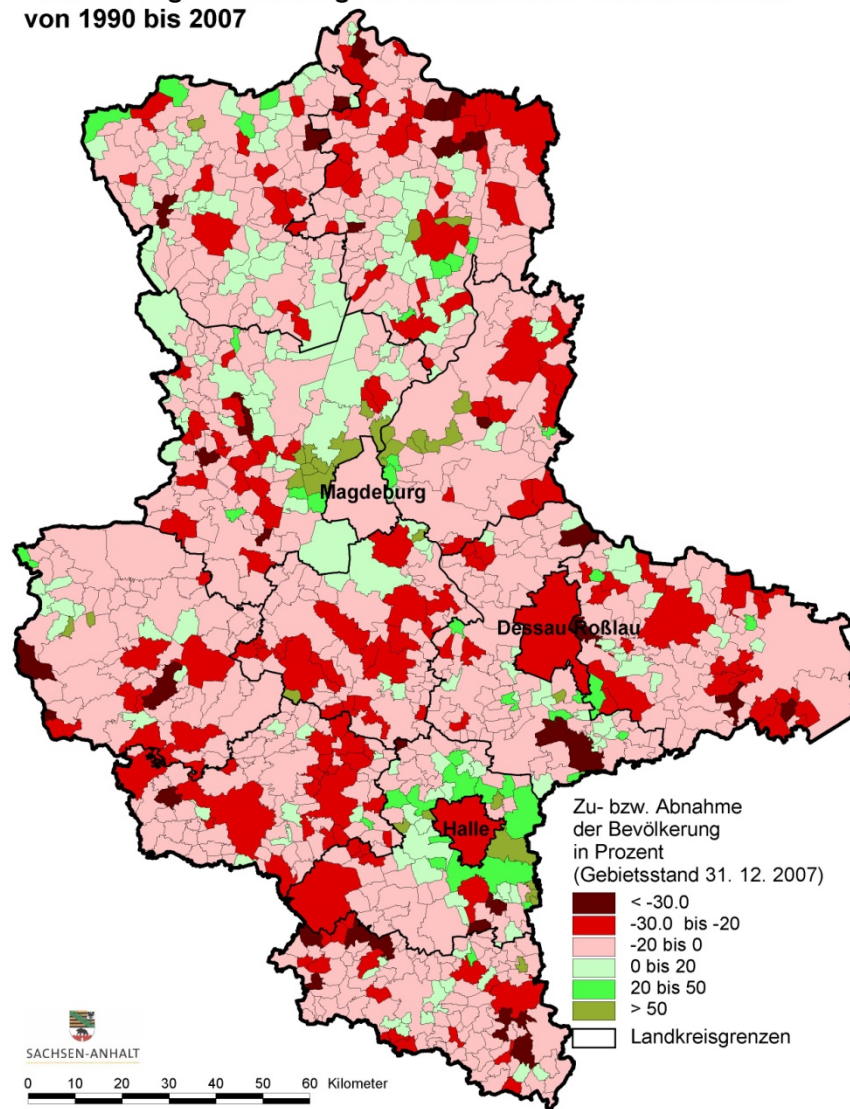 von 1990 bis 2007
Magdeburg
Dessau-Roßlau
Halle
Zu- bzw. Abnahme
der Bevölkerung
in Prozent
(Gebietsstand 31. 12. 2007)
< -30.0
-30.0 bis -20
-20 bis 0
0 bis 20
20 bis 50
> 50
Landkreisgrenzen
SACHSEN-ANHALT
0 10 20 30 40 50 60 Kilometer